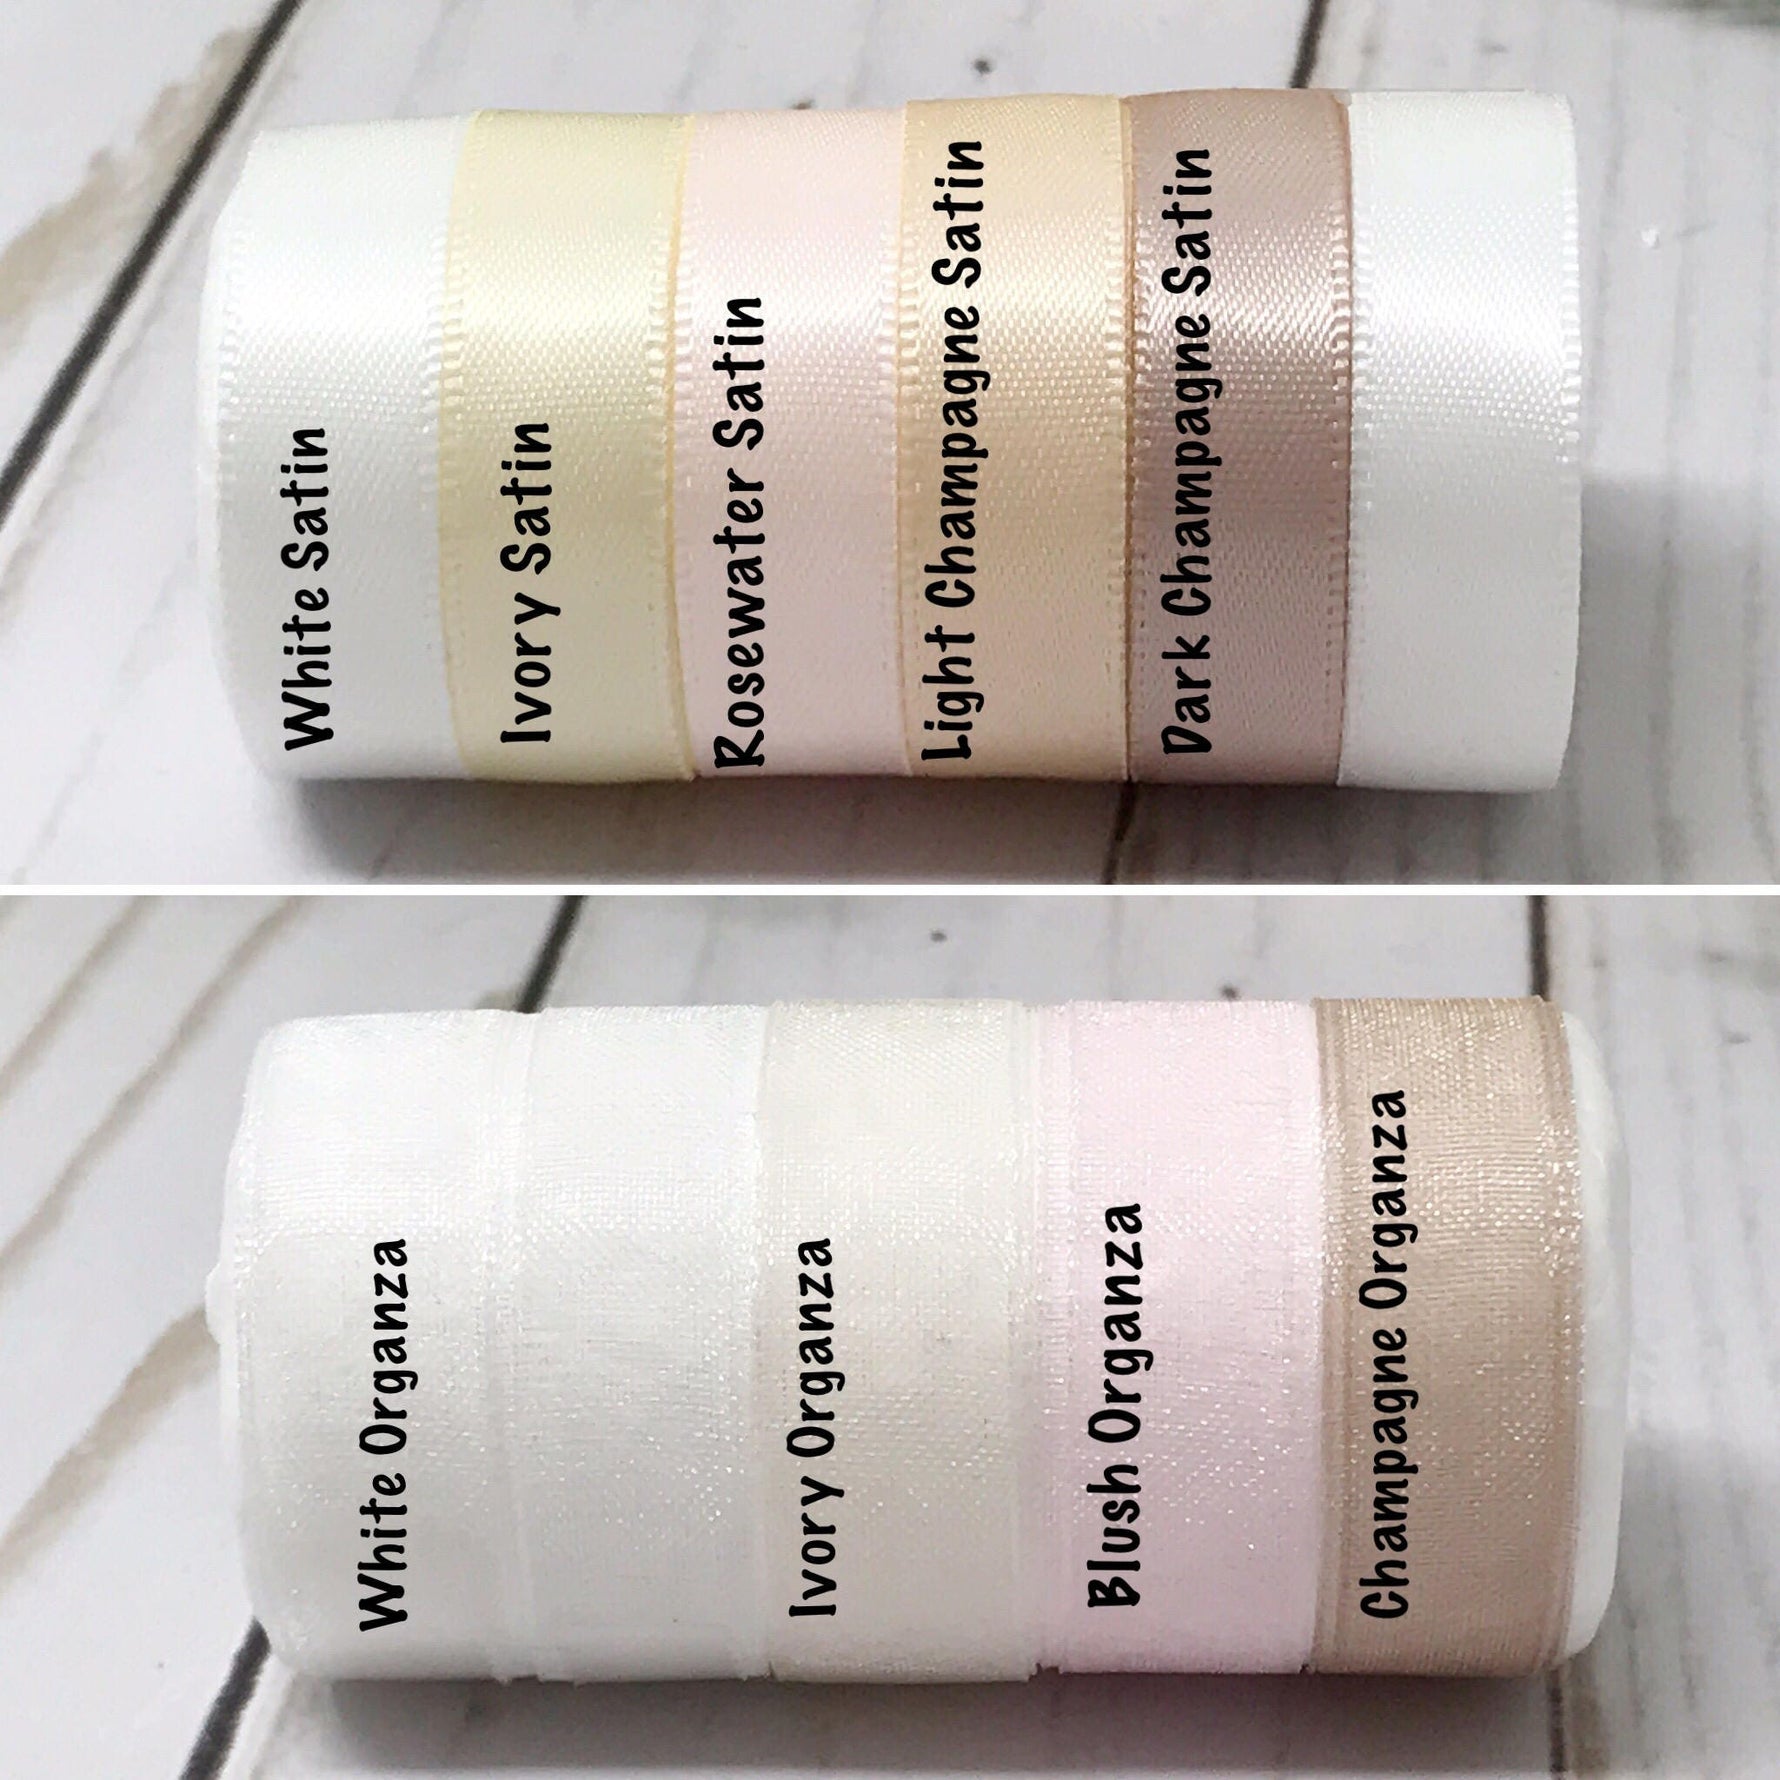 White Satin
Ivory Satin
Rosewater Satin
Light Champagne Satin
Dark Champagne Satin
White Organza
Ivory Organza
Blush Organza
Champagne Organza